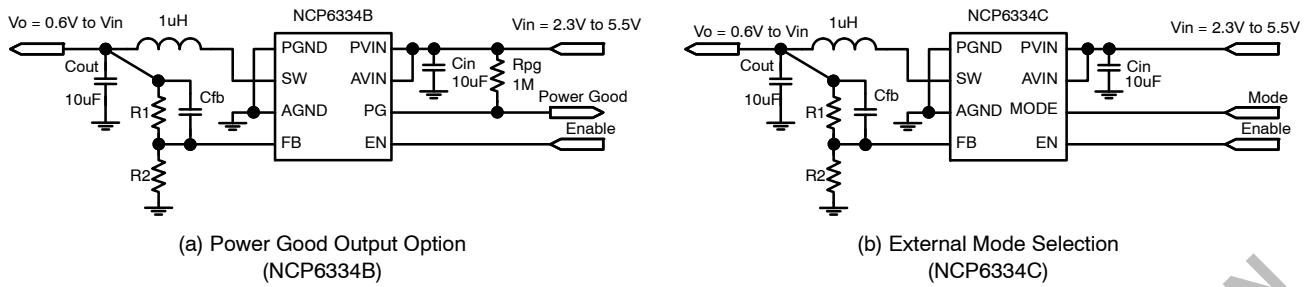 NCP6334B
Vo = 0.6V to Vin
1uH
Vin = 2.3V to 5.5V
PGND
PVIN
SW
AVIN
AGND
PG
FB
EN
Cout
10uF
Cfb
R1
R2
Cin
10uF
Rpg
1M
Power Good
Enable
(a) Power Good Output Option
(NCP6334B)
NCP6334C
Vo = 0.6V to Vin
1uH
Vin = 2.3V to 5.5V
PGND
PVIN
SW
AVIN
AGND
MODE
FB
EN
Cout
10uF
Cfb
R1
R2
Cin
10uF
Mode
Enable
(b) External Mode Selection
(NCP6334C)